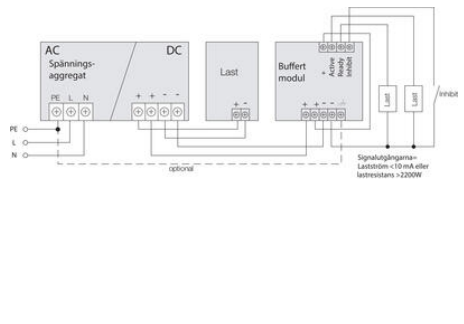 AC
DC
Spännings-
aggregat
PE L N
+ + - -
Last
+ -
Buffert
modul
+
Active
Ready
Inhibit
+ + - -
Last
Last
Inhibit
PE
L
N
optional
Signalutgångarna=
Lastström <10 mA eller
lastresistans >2200W